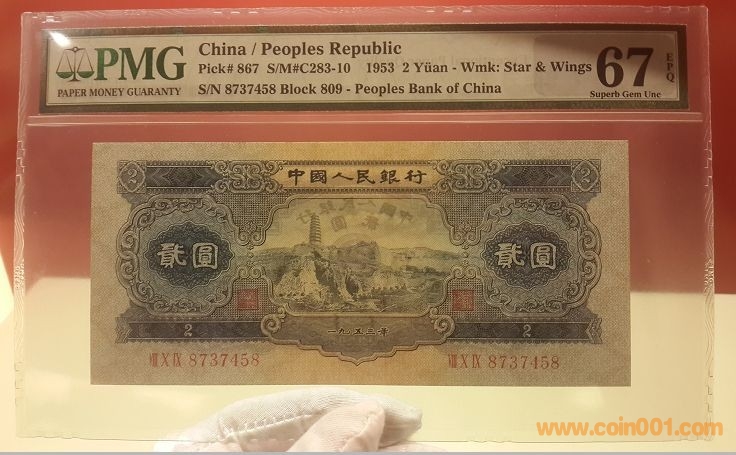 PMG
PAPER MONEY GUARANTY
China / Peoples Republic
Pick# 867 S/M#C283-10 1953 2 Yüan - Wmk: Star & Wings
S/N 8737458 Block 809 - Peoples Bank of China
67
EPQ
Superb Gem Unc
2
中國人民銀行
2
貳圓
貳圓
2
一九五三年
2
VIII X IX 8737458
VIII X IX 8737458
www.coin001.com